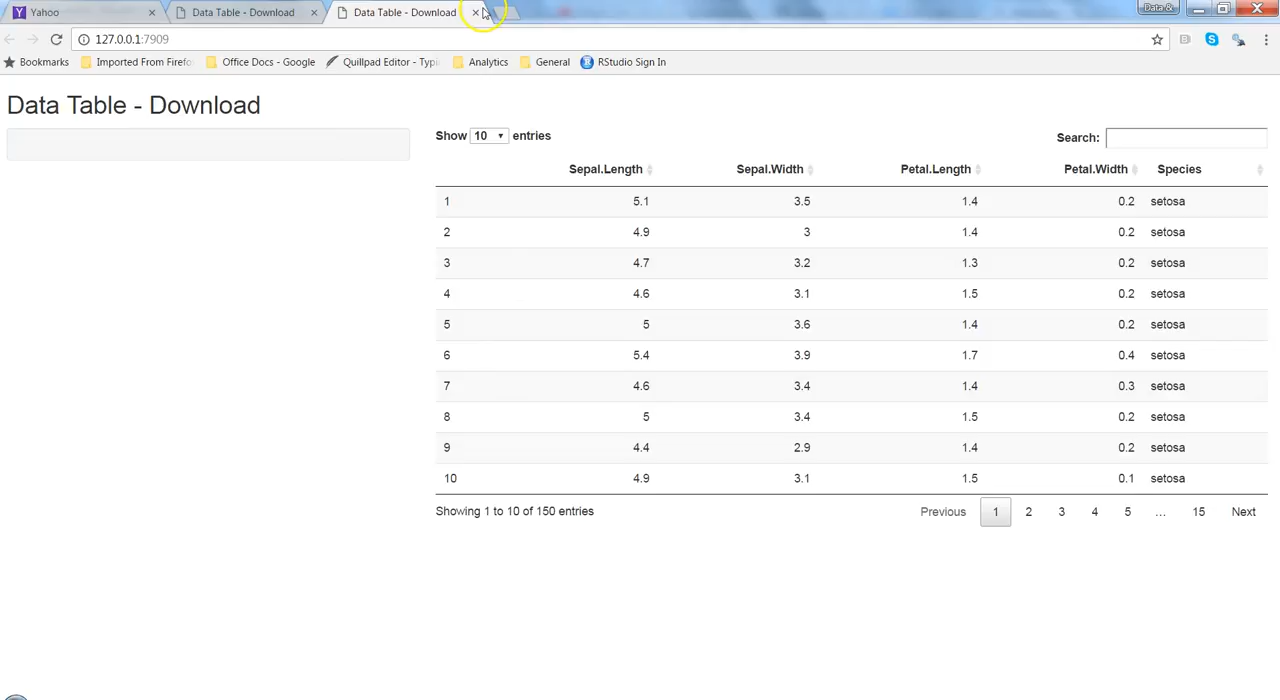 Yahoo Data Table - Download Data Table - Download Data &
127.0.0.1:7909
Bookmarks Imported From Firefo Office Docs - Google Quillpad Editor - Typi Analytics General RStudio Sign In
Data Table - Download
Show 10 entries Search:
Sepal.Length Sepal.Width Petal.Length Petal.Width Species
1 5.1 3.5 1.4 0.2 setosa
2 4.9 3 1.4 0.2 setosa
3 4.7 3.2 1.3 0.2 setosa
4 4.6 3.1 1.5 0.2 setosa
5 5 3.6 1.4 0.2 setosa
6 5.4 3.9 1.7 0.4 setosa
7 4.6 3.4 1.4 0.3 setosa
8 5 3.4 1.5 0.2 setosa
9 4.4 2.9 1.4 0.2 setosa
10 4.9 3.1 1.5 0.1 setosa
Showing 1 to 10 of 150 entries Previous 1 2 3 4 5 … 15 Next